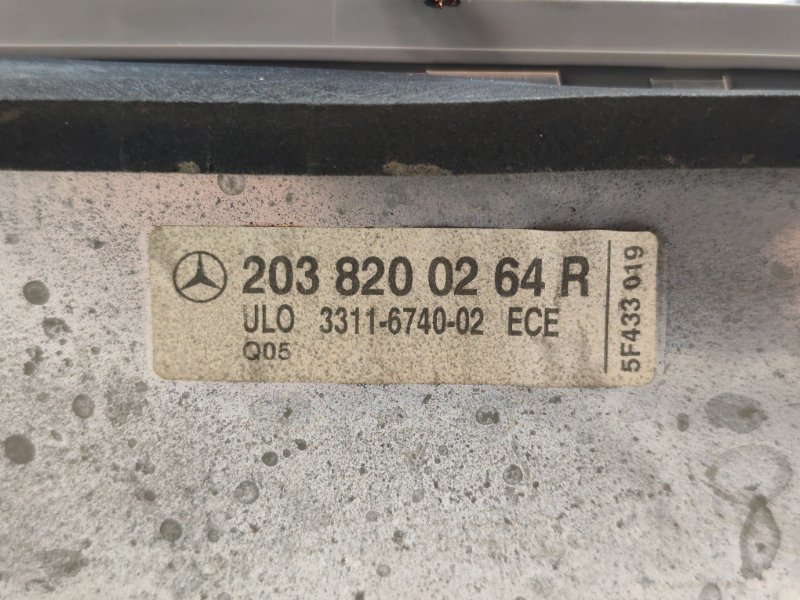 203 820 02 64 R
ULO 3311-6740-02 ECE
Q05
5F433 019